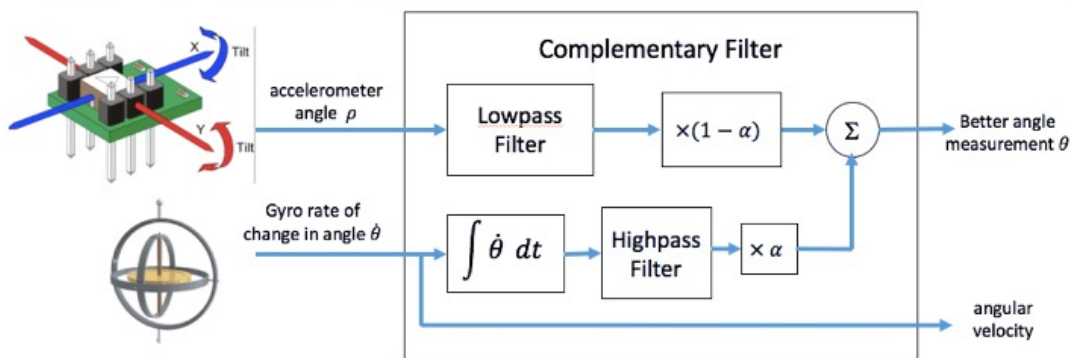 X
Tilt
Y
Tilt
accelerometer
angle ρ
Gyro rate of
change in angle θ̇
Complementary Filter
Lowpass
Filter
×(1 − α)
Σ
Better angle
measurement θ
∫ θ̇ dt
Highpass
Filter
× α
angular
velocity